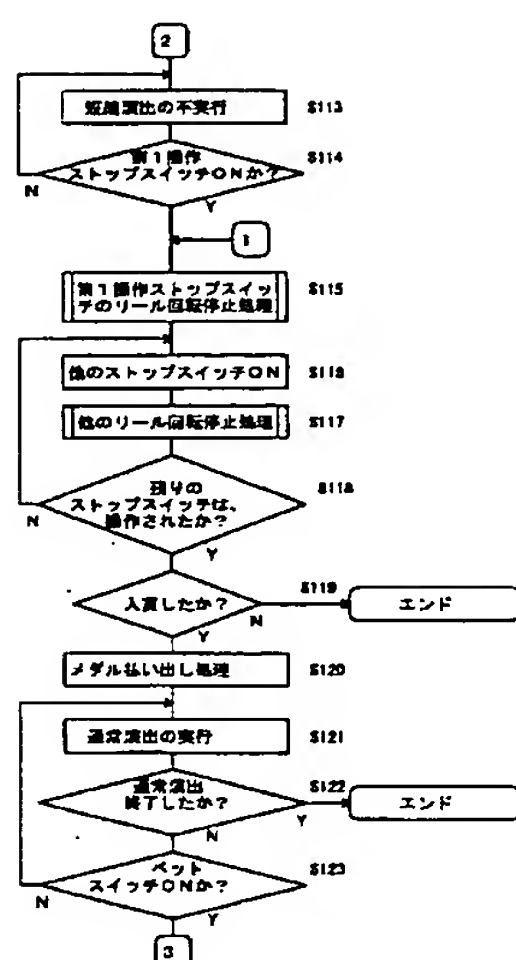 2
短縮演出の不実行 S113
第1操作
ストップスイッチONか? S114
N
Y
1
第1操作ストップスイッ
チのリール回転停止処理 S115
他のストップスイッチON S116
他のリール回転停止処理 S117
残りの
ストップスイッチは、
操作されたか? S118
N
Y
入賞したか? S119
N
エンド
Y
メダル払い出し処理 S120
通常演出の実行 S121
通常演出
終了したか? S122
Y
エンド
N
ベット
スイッチONか? S123
N
Y
3